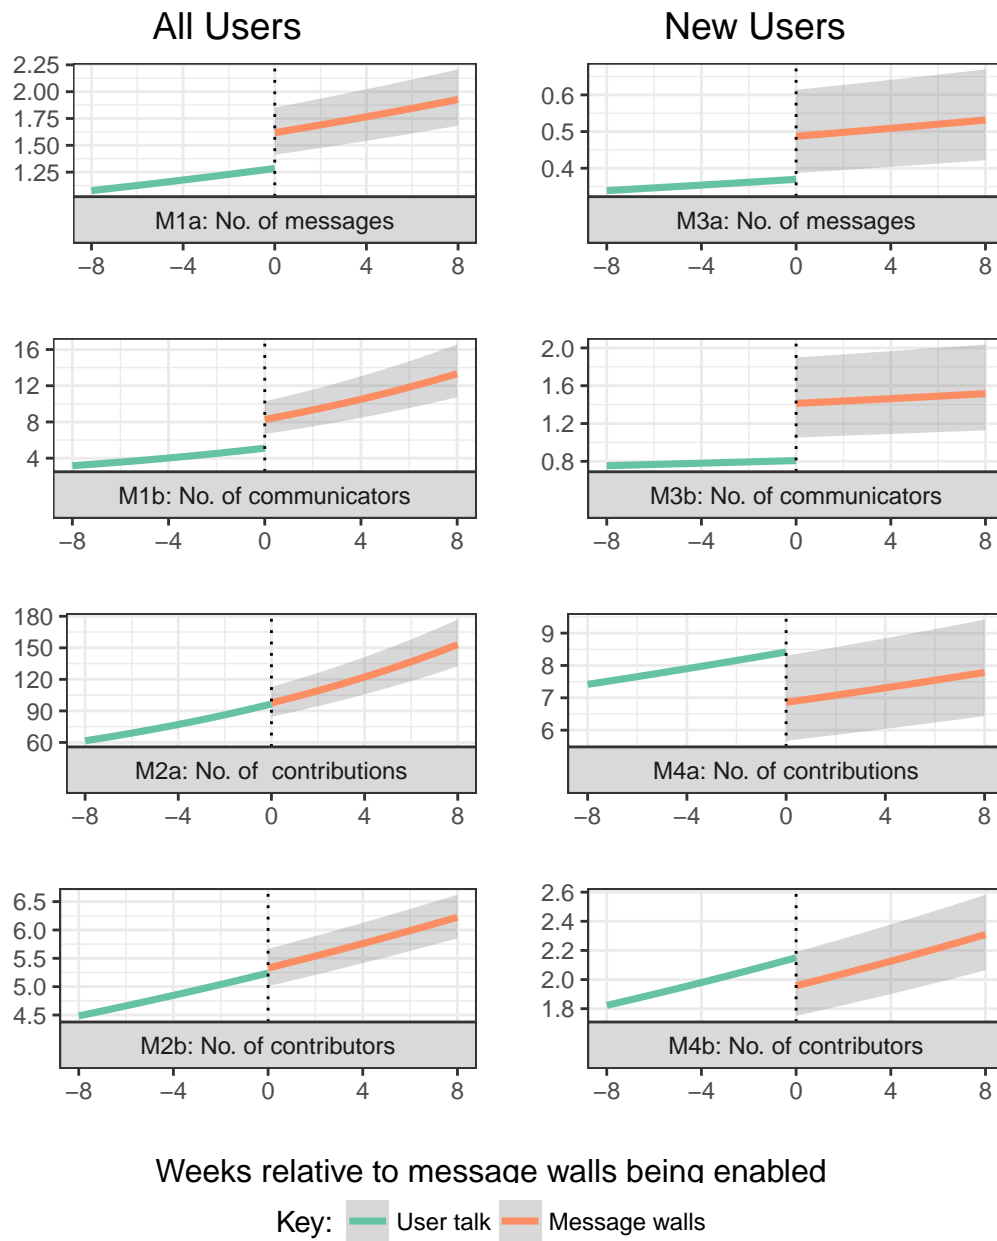 All Users
New Users
2.25
2.00
1.75
1.50
1.25
M1a: No. of messages
−8 −4 0 4 8
0.6
0.5
0.4
M3a: No. of messages
−8 −4 0 4 8
16
12
8
4
M1b: No. of communicators
−8 −4 0 4 8
2.0
1.6
1.2
0.8
M3b: No. of communicators
−8 −4 0 4 8
180
150
120
90
60
M2a: No. of contributions
−8 −4 0 4 8
9
8
7
6
M4a: No. of contributions
−8 −4 0 4 8
6.5
6.0
5.5
5.0
4.5
M2b: No. of contributors
−8 −4 0 4 8
2.6
2.4
2.2
2.0
1.8
M4b: No. of contributors
−8 −4 0 4 8
Weeks relative to message walls being enabled
Key: User talk Message walls